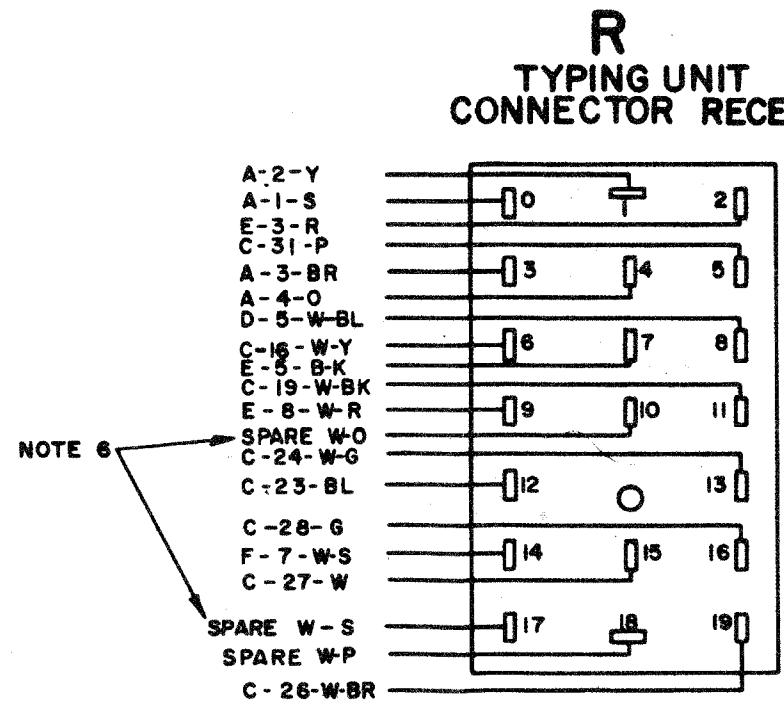 R
TYPING UNIT
CONNECTOR RECE
A-2-Y
A-1-S
0 1 2
E-3-R
C-31-P
A-3-BR
3 4 5
A-4-O
D-5-W-BL
C-16-W-Y
6 7 8
E-5-B-K
C-19-W-BK
E-8-W-R
9 10 11
NOTE 6
SPARE W-O
C-24-W-G
C-23-BL
12 13
C-28-G
F-7-W-S
14 15 16
C-27-W
SPARE W-S
17 18 19
SPARE W-P
C-26-W-BR